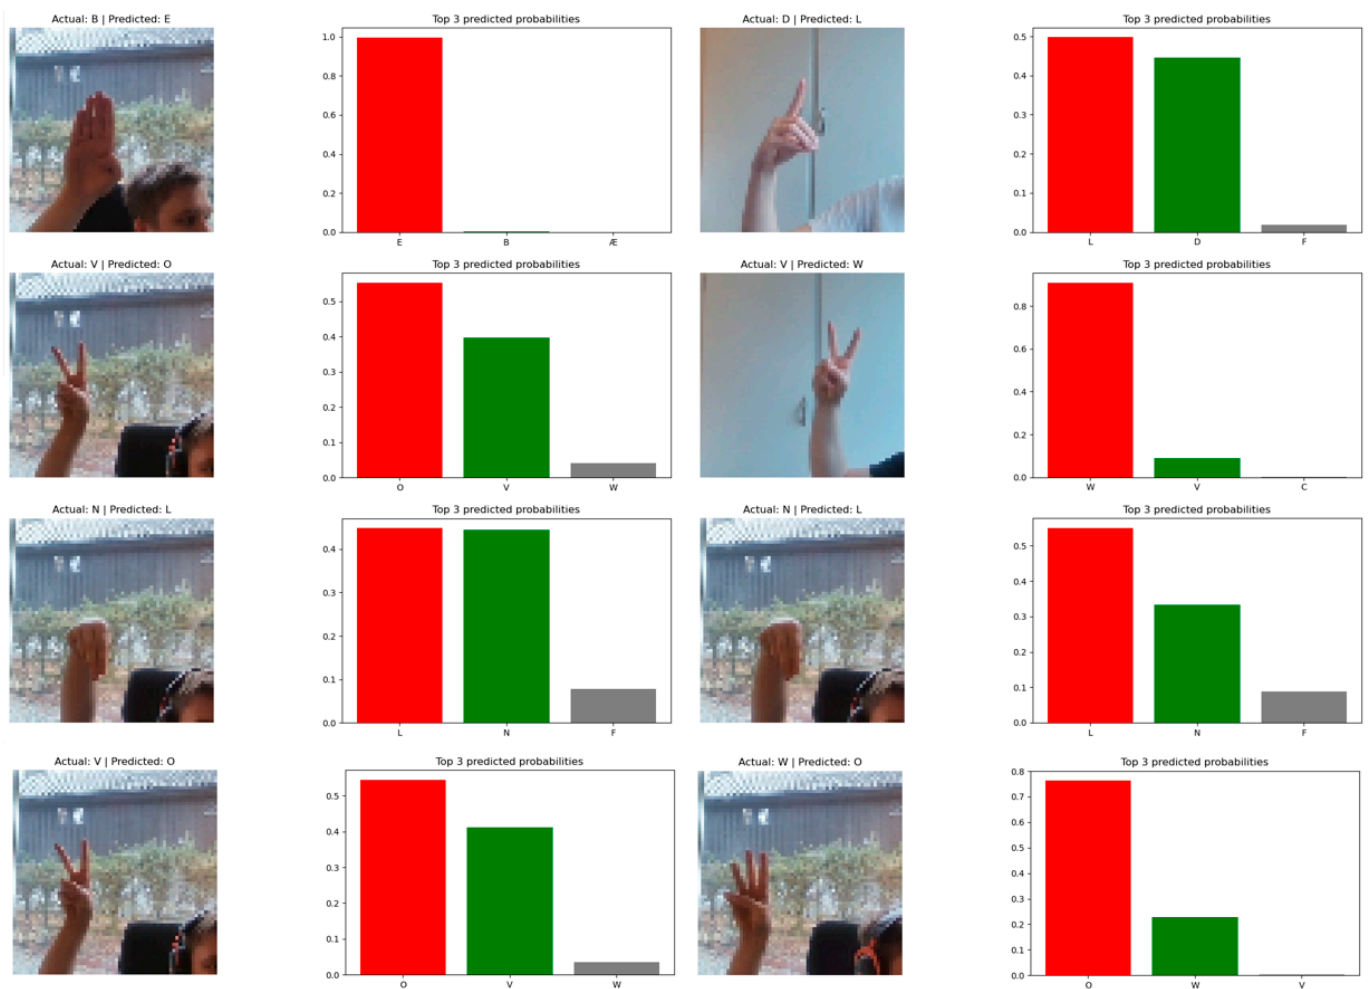 Actual: B | Predicted: E
Top 3 predicted probabilities
1.0
0.8
0.6
0.4
0.2
0.0
E B Æ
Actual: D | Predicted: L
Top 3 predicted probabilities
0.5
0.4
0.3
0.2
0.1
0.0
L D F
Actual: V | Predicted: O
Top 3 predicted probabilities
0.5
0.4
0.3
0.2
0.1
0.0
O V W
Actual: V | Predicted: W
Top 3 predicted probabilities
0.8
0.6
0.4
0.2
0.0
W V C
Actual: N | Predicted: L
Top 3 predicted probabilities
0.4
0.3
0.2
0.1
0.0
L N F
Actual: N | Predicted: L
Top 3 predicted probabilities
0.5
0.4
0.3
0.2
0.1
0.0
L N F
Actual: V | Predicted: O
Top 3 predicted probabilities
0.5
0.4
0.3
0.2
0.1
0.0
O V W
Actual: W | Predicted: O
Top 3 predicted probabilities
0.8
0.7
0.6
0.5
0.4
0.3
0.2
0.1
0.0
O W V